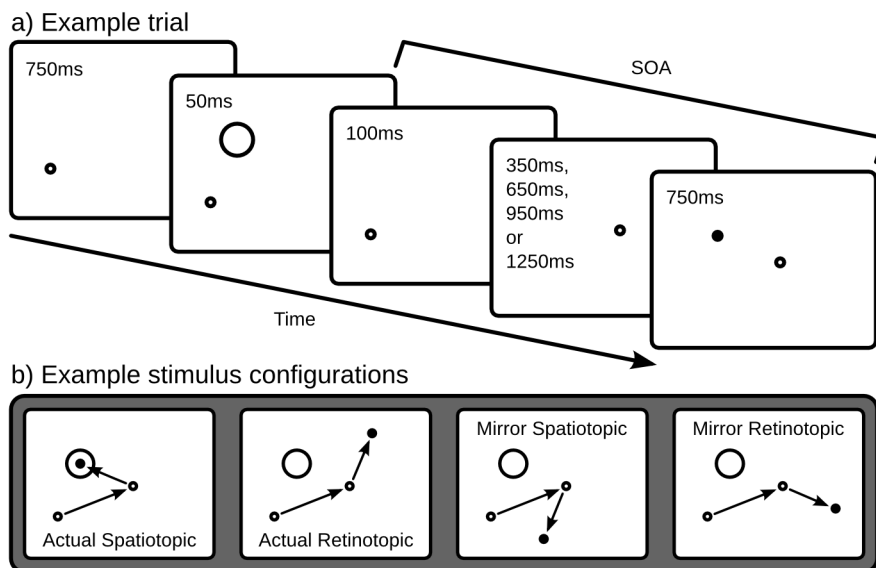 a) Example trial
750ms
50ms
100ms
350ms,
650ms,
950ms
or
1250ms
750ms
SOA
Time
b) Example stimulus configurations
Actual Spatiotopic
Actual Retinotopic
Mirror Spatiotopic
Mirror Retinotopic